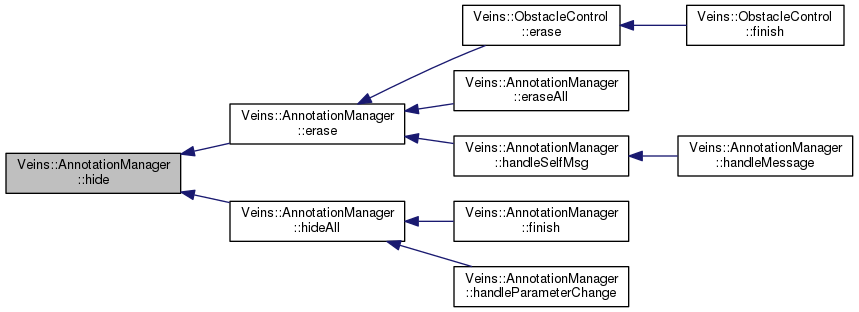 Veins::ObstacleControl
::erase
Veins::ObstacleControl
::finish
Veins::AnnotationManager
::eraseAll
Veins::AnnotationManager
::erase
Veins::AnnotationManager
::handleSelfMsg
Veins::AnnotationManager
::handleMessage
Veins::AnnotationManager
::hide
Veins::AnnotationManager
::hideAll
Veins::AnnotationManager
::finish
Veins::AnnotationManager
::handleParameterChange